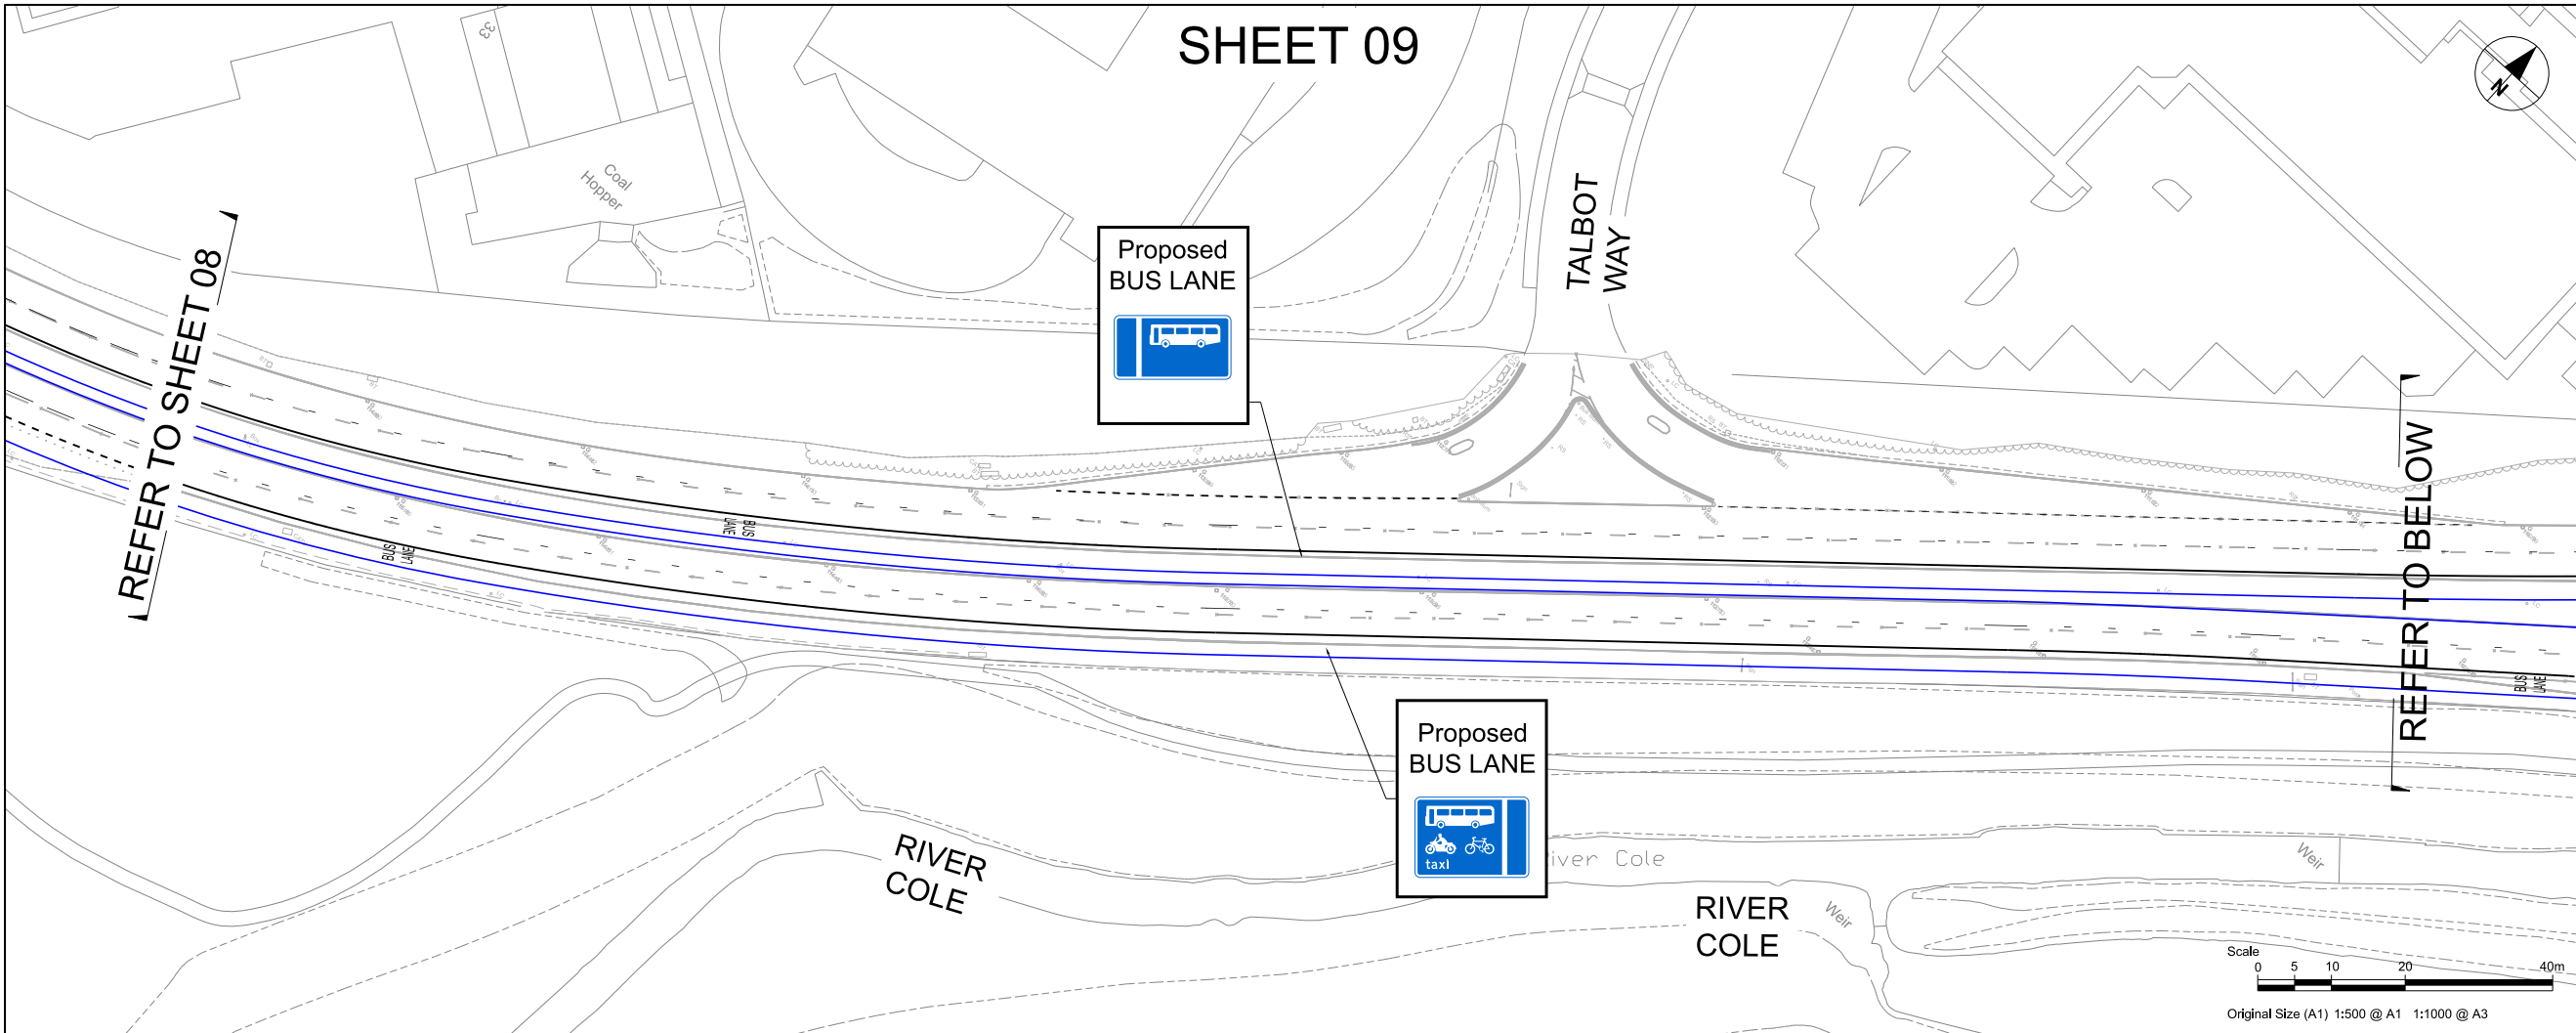 SHEET 09
33
N
Coal
Hopper
REFER TO SHEET 08
Proposed
BUS LANE
TALBOT
WAY
BUS
LANE
BUS
LANE
REFER TO BELOW
BUS
LANE
Proposed
BUS LANE
taxi
RIVER
COLE
iver Cole
RIVER
COLE
Weir
Weir
Scale
0 5 10 20 40m
Original Size (A1) 1:500 @ A1 1:1000 @ A3